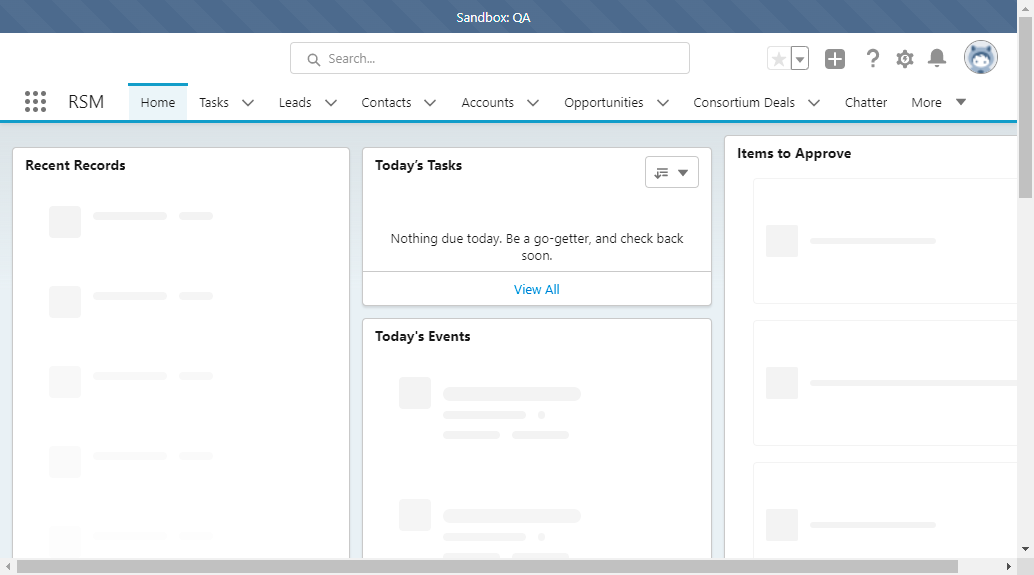 Sandbox: QA
Search...
RSM
Home
Tasks
Leads
Contacts
Accounts
Opportunities
Consortium Deals
Chatter
More
Recent Records
Today's Tasks
Nothing due today. Be a go-getter, and check back
soon.
View All
Today's Events
Items to Approve